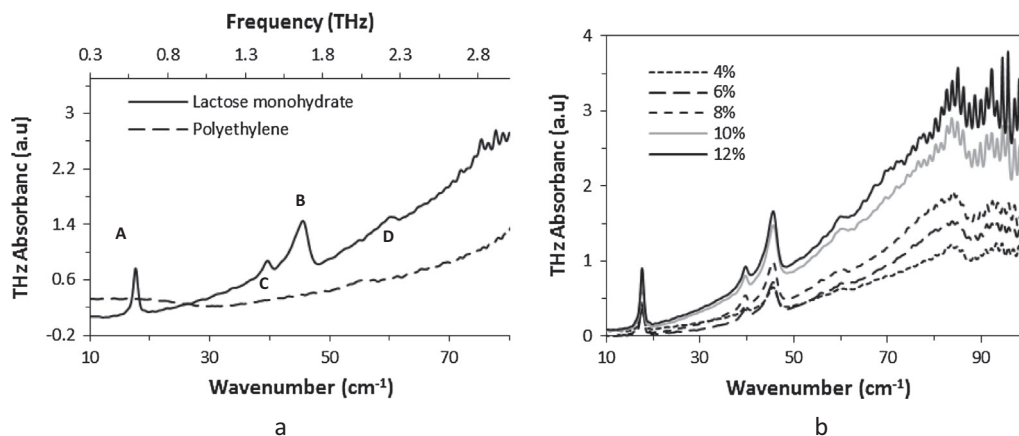 Frequency (THz)
0.3 0.8 1.3 1.8 2.3 2.8
THz Absorbanc (a.u)
3
2.2
1.4
0.6
-0.2
Lactose monohydrate
Polyethylene
A
B
C
D
10 30 50 70
Wavenumber (cm-1)
a
b
THz Absorbanc (a.u)
4
3
2
1
0
4%
6%
8%
10%
12%
10 30 50 70 90
Wavenumber (cm-1)
b